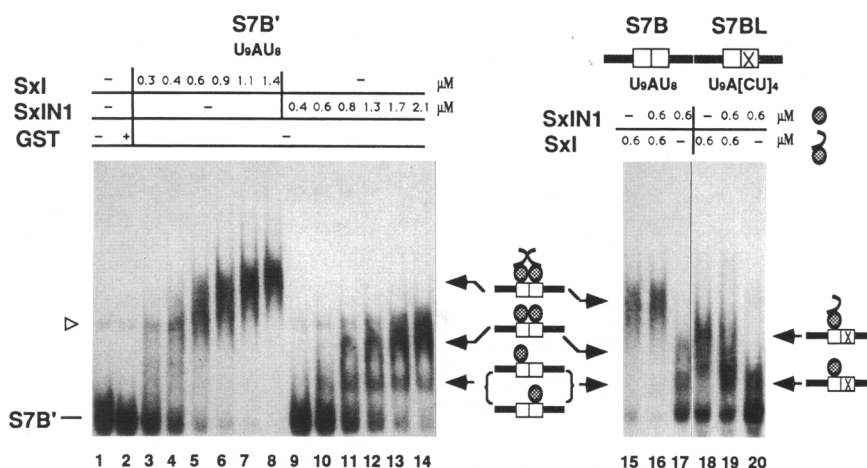 S7B'
U₉AU₈
SxI – 0.3 0.4 0.6 0.9 1.1 1.4 – μM
SxIN1 – – 0.4 0.6 0.8 1.3 1.7 2.1 μM
GST – + –
S7B'
1 2 3 4 5 6 7 8 9 10 11 12 13 14
S7B S7BL
U₉AU₈ U₉A[CU]₄
SxIN1 – 0.6 0.6 – 0.6 0.6 μM
SxI 0.6 0.6 – 0.6 0.6 – μM
15 16 17 18 19 20